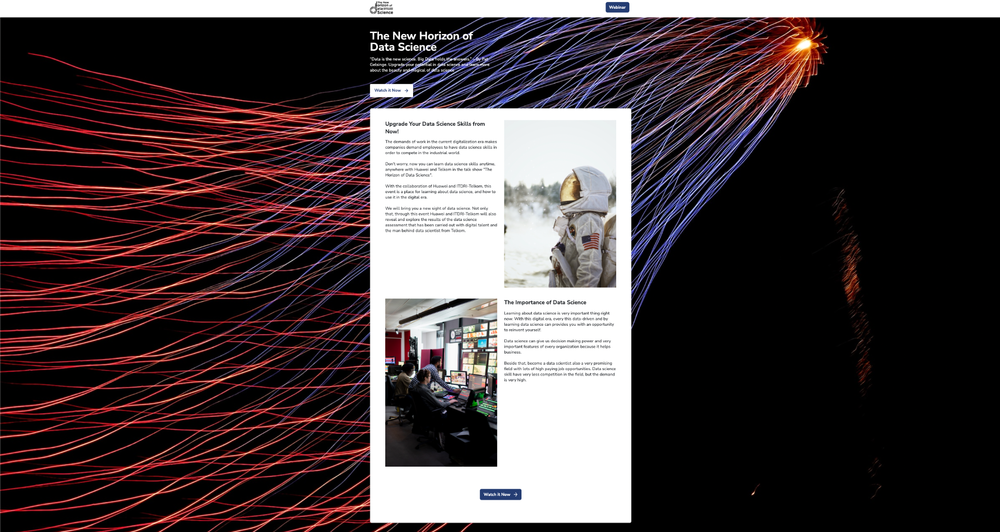 The New
Horizon of
Data
Science
Webinar
The New Horizon of
Data Science
"Data is the new science. Big Data holds the answers." – By Pat
Gelsinge. Upgrade your potential in data science and learn more
about the beauty and magical of data science
Watch it Now
Upgrade Your Data Science Skills from
Now!
The demands of work in the current digitalization era makes
companies demand employees to have data science skills in
order to compete in the industrial world.
Don't worry, now you can learn data science skills anytime,
anywhere with Huawei and Telkom in the talk show "The
Horizon of Data Science".
With the collaboration of Huawei and ITDRI-Telkom, this
event is a place for learning about data science, and how to
use it in the digital era.
We will bring you a new sight of data science. Not only
that, through this event Huawei and ITDRI-Telkom will also
reveal and explore the results of the data science
assessment that has been carried out with digital talent and
the man behind data scientist from Telkom.
The Importance of Data Science
Learning about data science is very important thing right
now. With this digital era, every this data-driven and by
learning data science can provides you with an opportunity
to reinvent yourself.
Data science can give us decision making power and very
important features of every organization because it helps
business.
Beside that, become a data scientist also a very promising
field with lots of high paying job opportunities. Data science
skill have very less competition in the field, but the demand
is very high.
Watch it Now